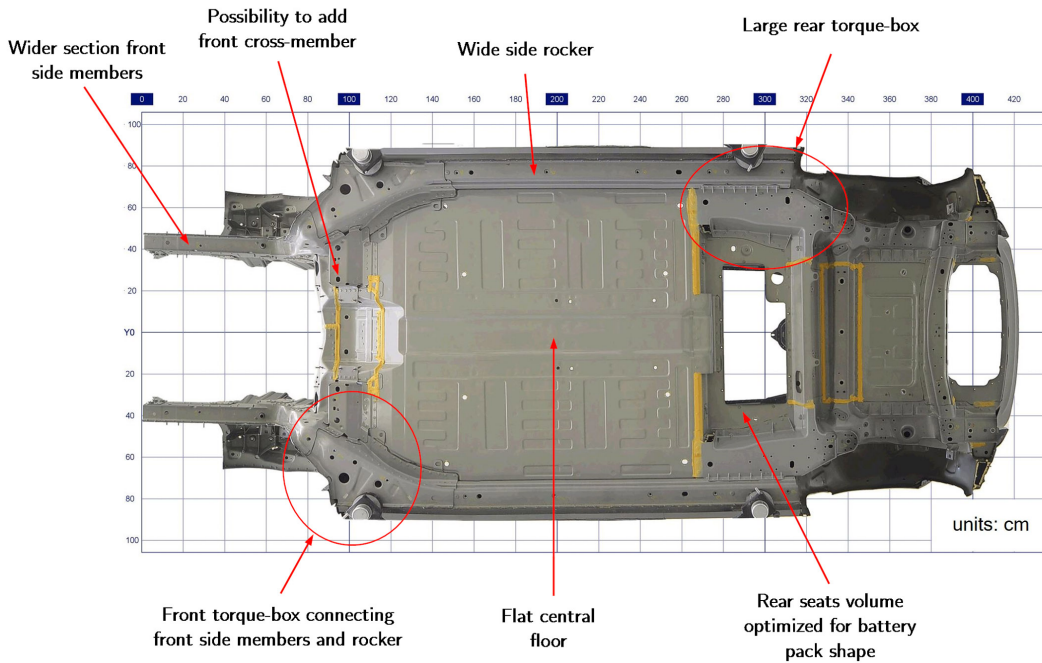 Possibility to add
front cross-member
Wider section front
side members
Wide side rocker
Large rear torque-box
0 20 40 60 80 100 120 140 160 180 200 220 240 260 280 300 320 340 360 380 400 420
100
80
60
40
20
Y0
20
40
60
80
100
units: cm
Front torque-box connecting
front side members and rocker
Flat central
floor
Rear seats volume
optimized for battery
pack shape